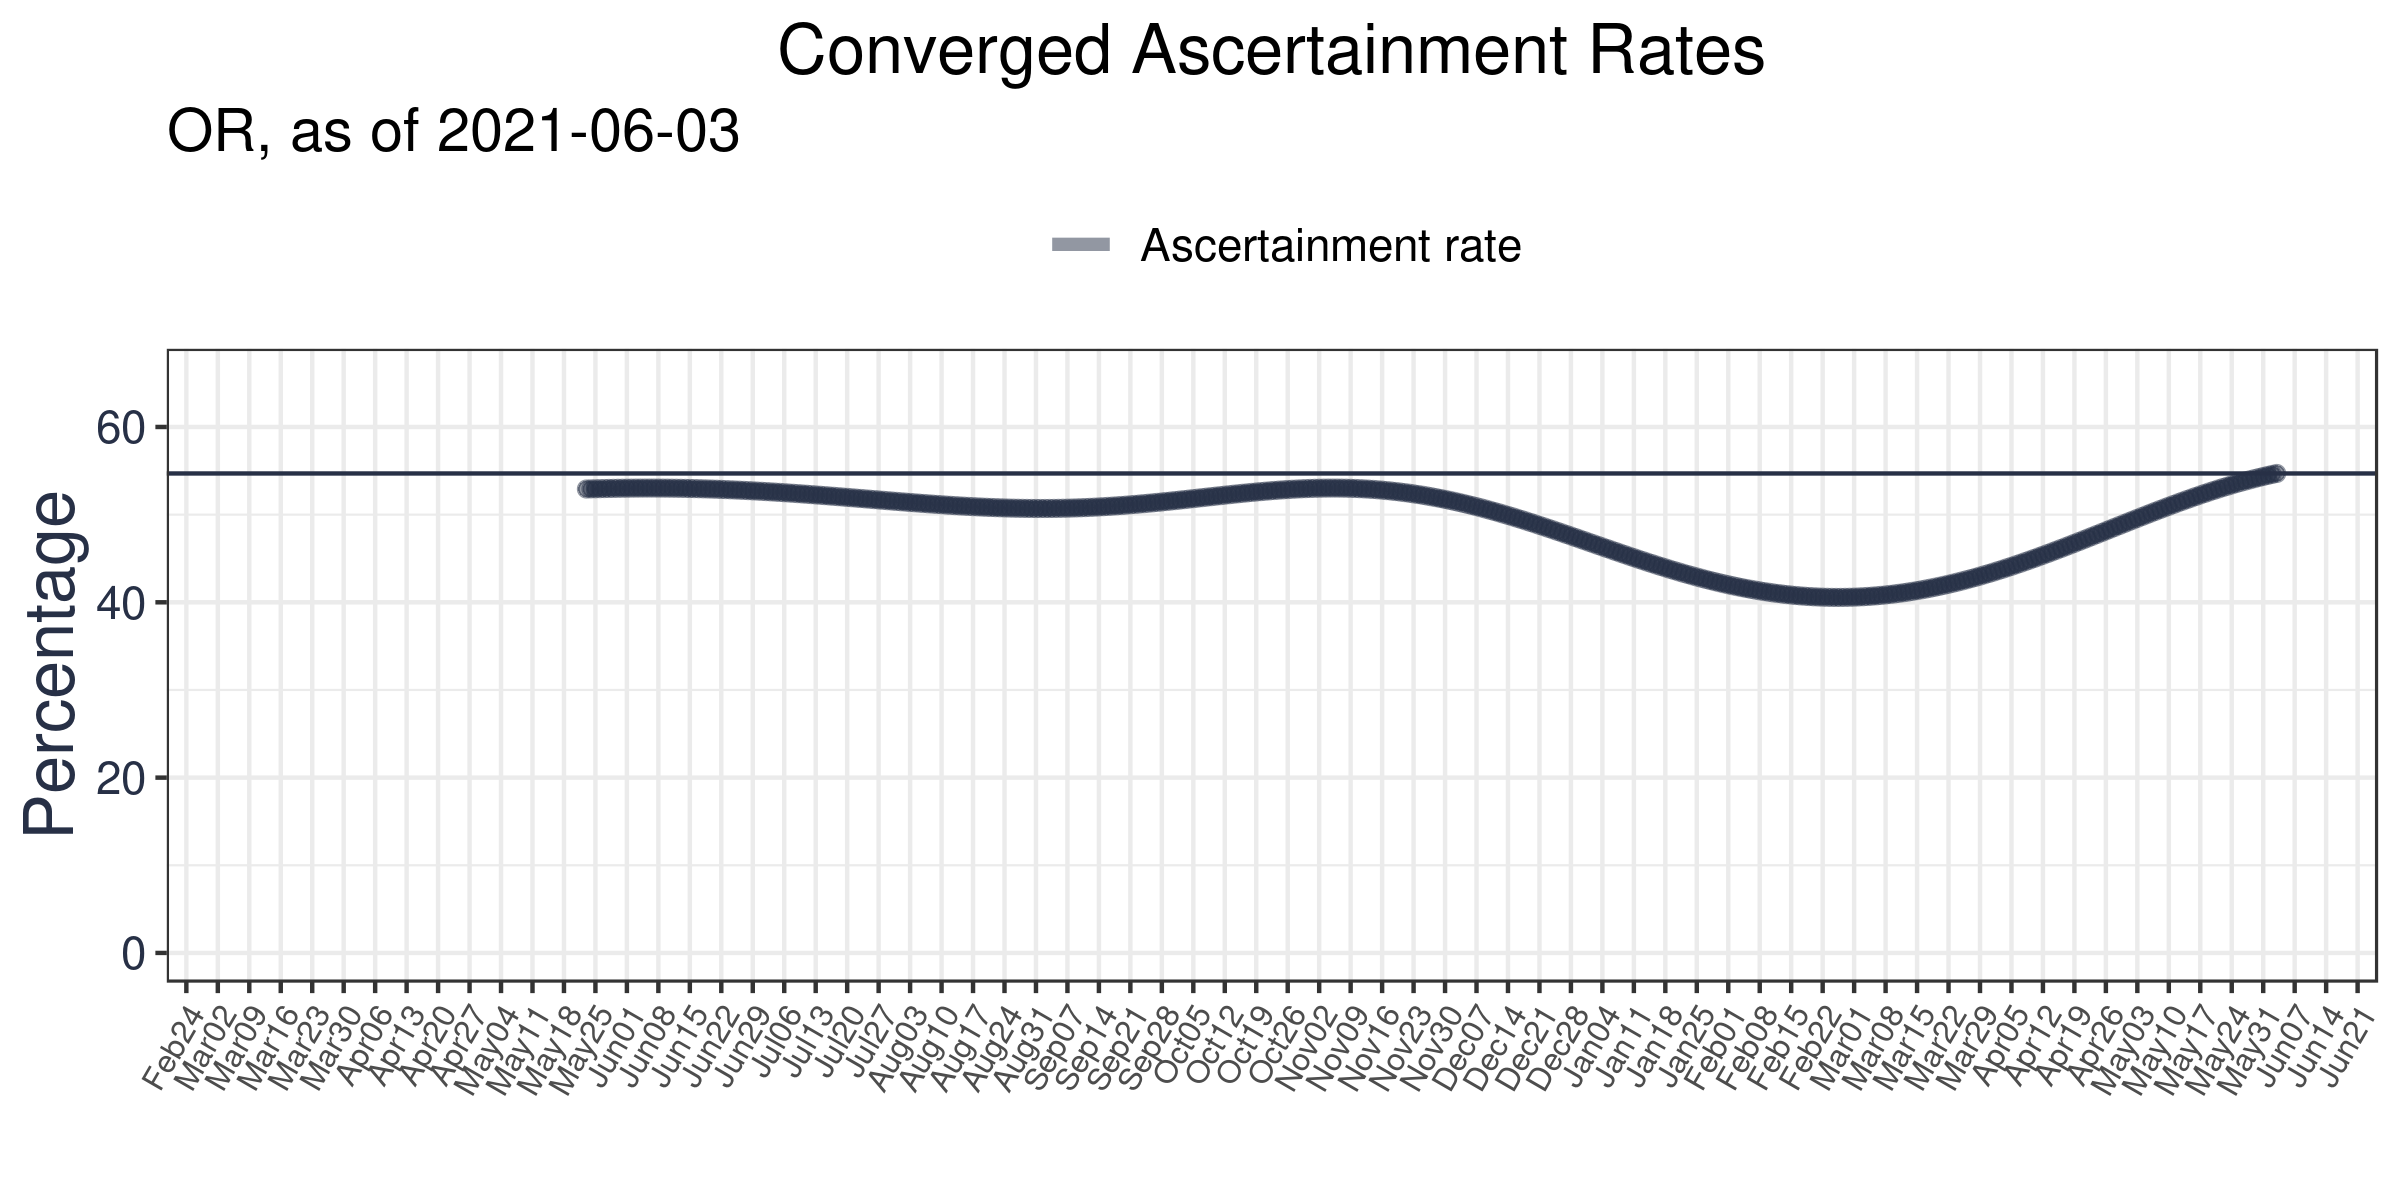 Converged Ascertainment Rates
OR, as of 2021-06-03
Ascertainment rate
Percentage
60
40
20
0
Feb24 Mar02 Mar09 Mar16 Mar23 Mar30 Apr06 Apr13 Apr20 Apr27 May04 May11 May18 May25 Jun01 Jun08 Jun15 Jun22 Jun29 Jul06 Jul13 Jul20 Jul27 Aug03 Aug10 Aug17 Aug24 Aug31 Sep07 Sep14 Sep21 Sep28 Oct05 Oct12 Oct19 Oct26 Nov02 Nov09 Nov16 Nov23 Nov30 Dec07 Dec14 Dec21 Dec28 Jan04 Jan11 Jan18 Jan25 Feb01 Feb08 Feb15 Feb22 Mar01 Mar08 Mar15 Mar22 Mar29 Apr05 Apr12 Apr19 Apr26 May03 May10 May17 May24 May31 Jun07 Jun14 Jun21